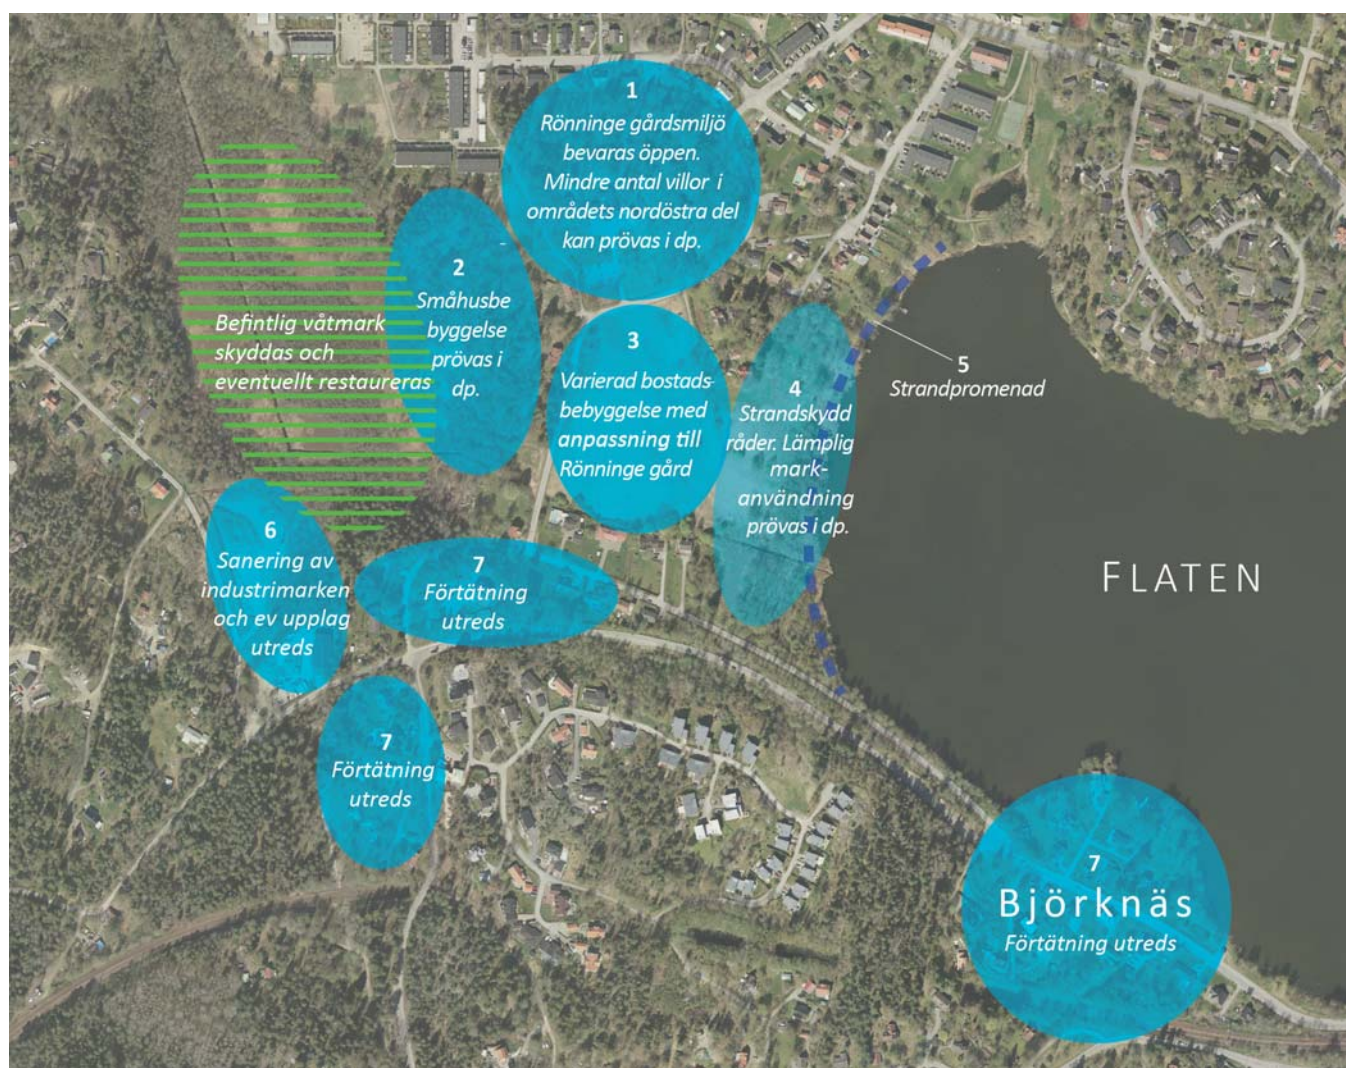 1
Rönninge gårdsmiljö
bevaras öppen.
Mindre antal villor i
områdets nordöstra del
kan prövas i dp.
2
Småhusbe
byggelse
prövas i
dp.
Befintlig våtmark
skyddas och
eventuellt restaureras
3
Varierad bostads-
bebyggelse med
anpassning till
Rönninge gård
4
Strandskydd
råder. Lämplig
mark-
användning
prövas i dp.
5
Strandpromenad
6
Sanering av
industrimarken
och ev upplag
utreds
7
Förtätning
utreds
FLATEN
7
Förtätning
utreds
7
Björknäs
Förtätning utreds